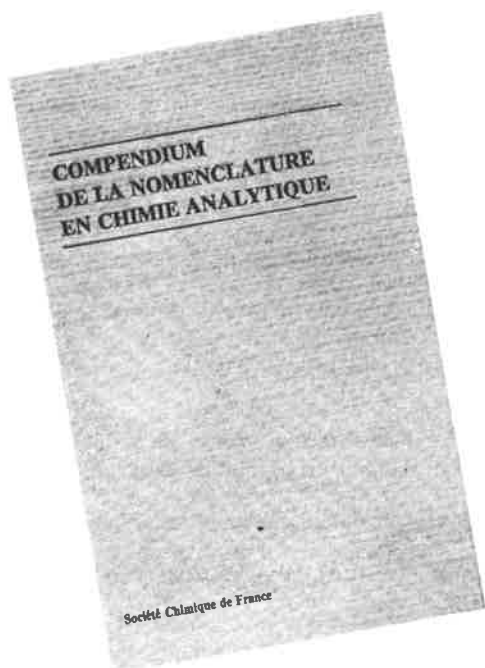 COMPENDIUM
DE LA NOMENCLATURE
EN CHIMIE ANALYTIQUE
Société Chimique de France